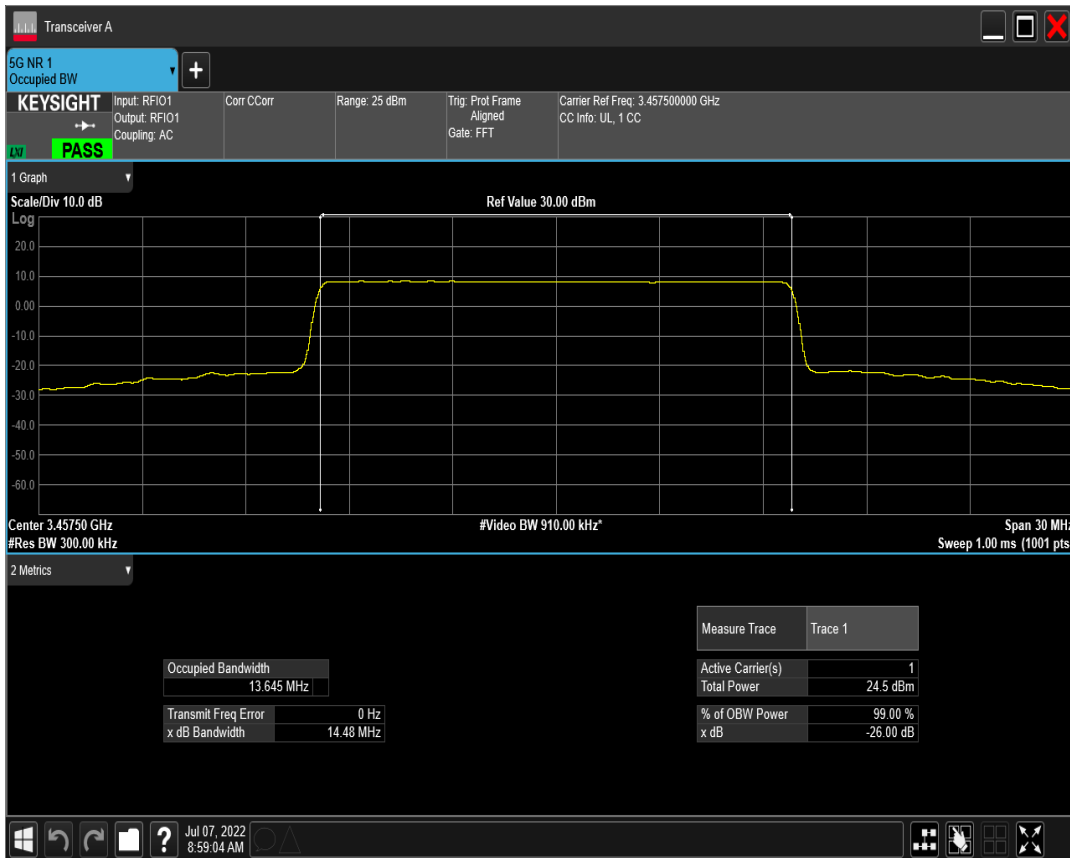 Transceiver A
5G NR 1
Occupied BW
+
KEYSIGHT
LXI
PASS
Input: RFIO1
Output: RFIO1
Coupling: AC
Corr CCorr
Range: 25 dBm
Trig: Prot Frame
Aligned
Gate: FFT
Carrier Ref Freq: 3.457500000 GHz
CC Info: UL, 1 CC
1 Graph
Scale/Div 10.0 dB
Ref Value 30.00 dBm
Log
20.0
10.0
0.00
-10.0
-20.0
-30.0
-40.0
-50.0
-60.0
Center 3.45750 GHz
#Video BW 910.00 kHz*
Span 30 MHz
#Res BW 300.00 kHz
Sweep 1.00 ms (1001 pts
2 Metrics
Measure Trace Trace 1
Occupied Bandwidth
13.645 MHz
Active Carrier(s) 1
Total Power 24.5 dBm
Transmit Freq Error 0 Hz
x dB Bandwidth 14.48 MHz
% of OBW Power 99.00 %
x dB -26.00 dB
?
Jul 07, 2022
8:59:04 AM